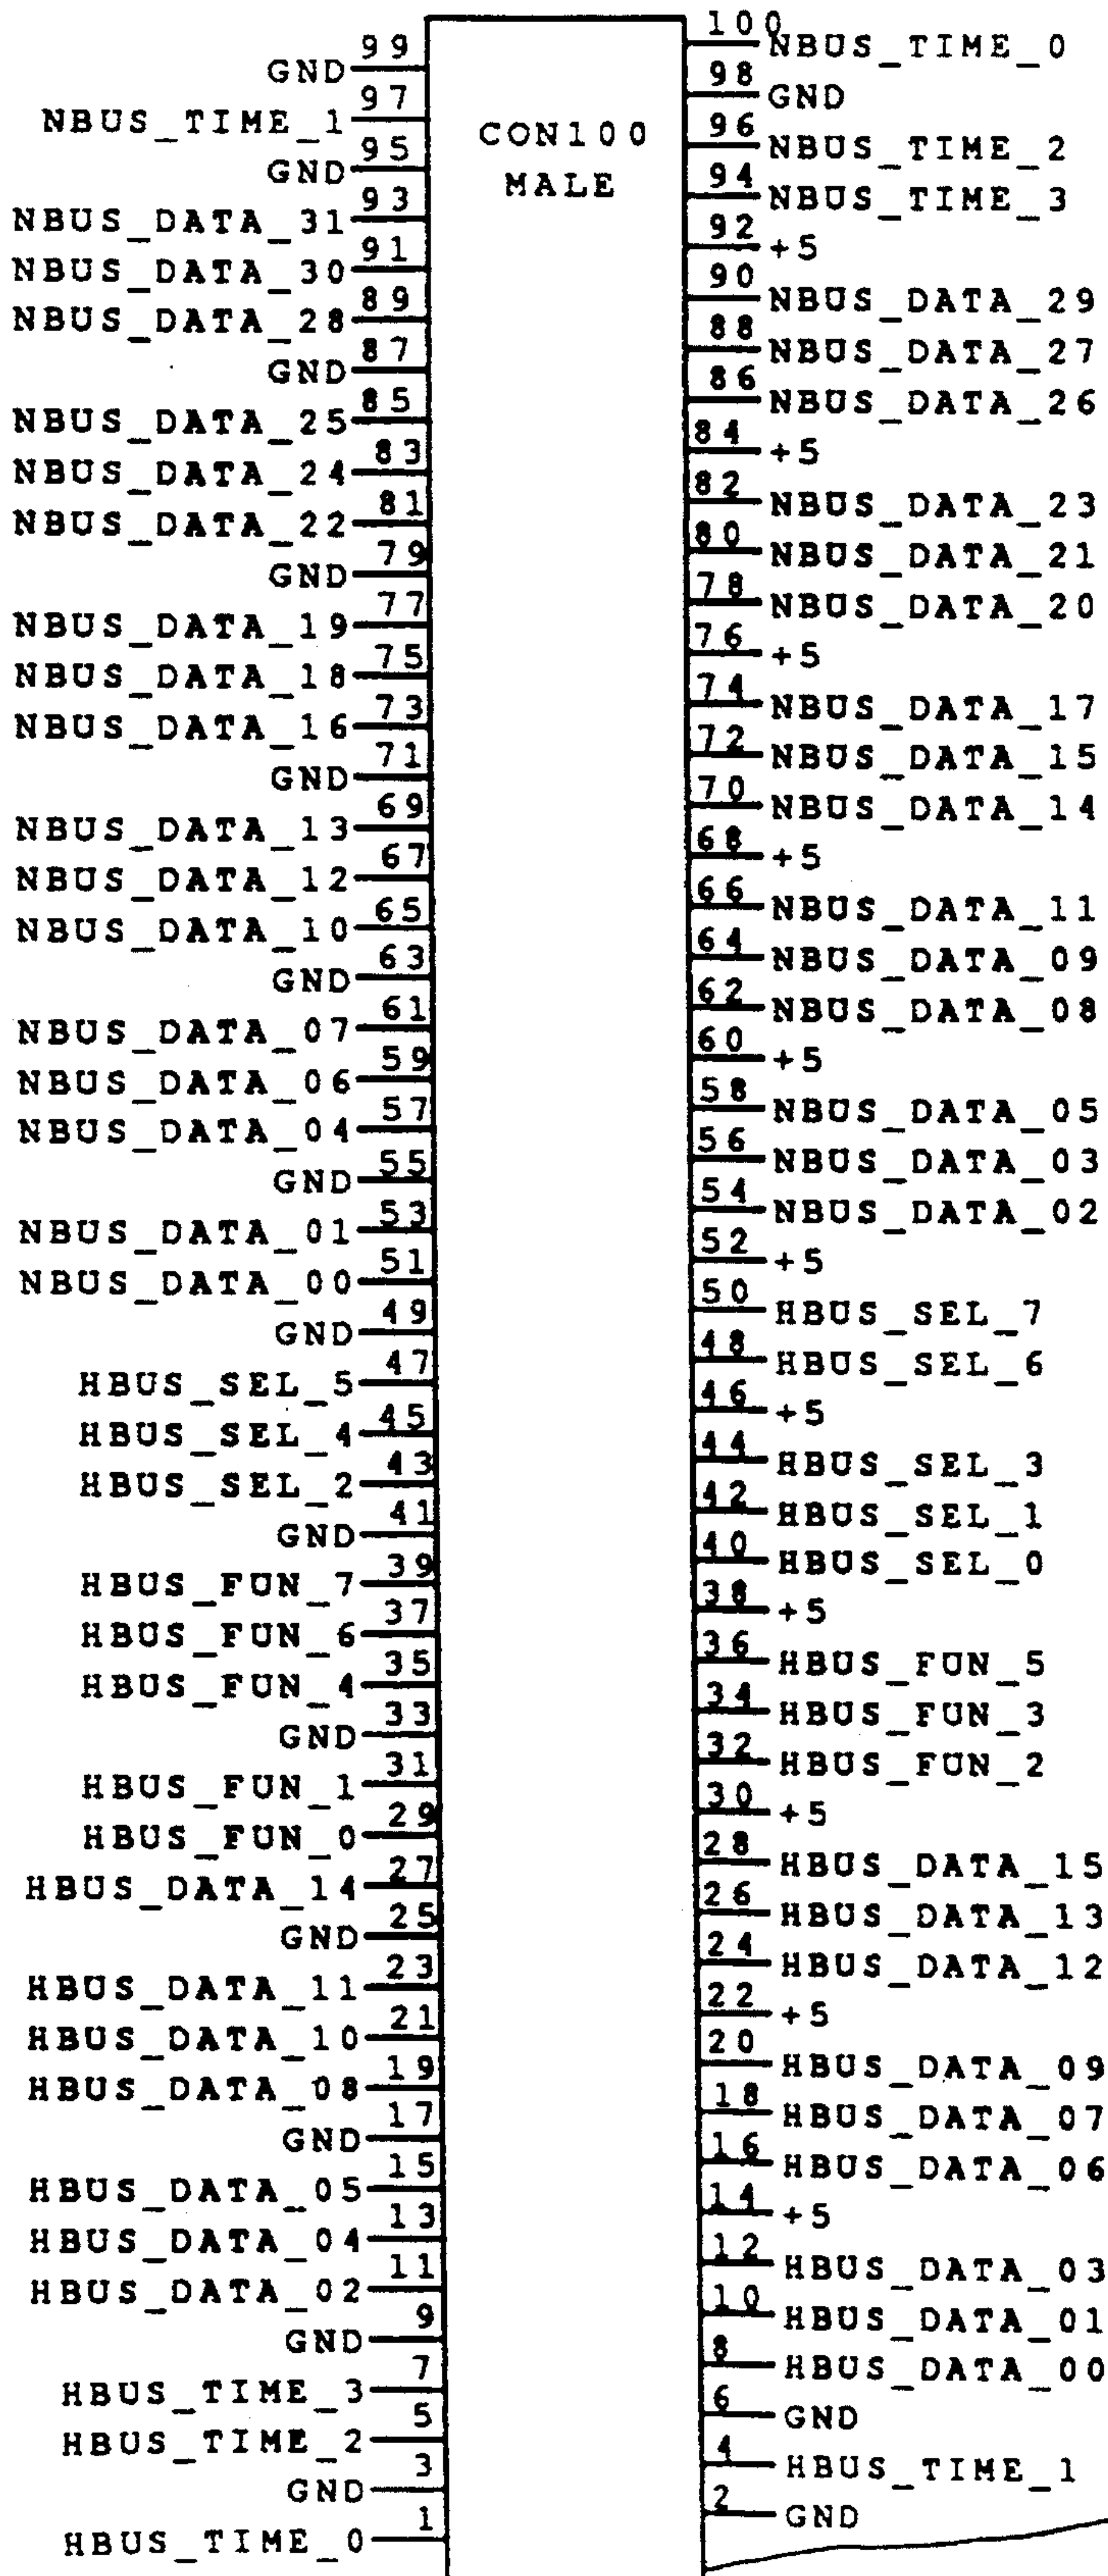 100 NBUS_TIME_0
GND 99
98 GND
NBUS_TIME_1 97
CON100
MALE
96 NBUS_TIME_2
GND 95
94 NBUS_TIME_3
NBUS_DATA_31 93
92 +5
NBUS_DATA_30 91
90 NBUS_DATA_29
NBUS_DATA_28 89
88 NBUS_DATA_27
GND 87
86 NBUS_DATA_26
NBUS_DATA_25 85
84 +5
NBUS_DATA_24 83
82 NBUS_DATA_23
NBUS_DATA_22 81
80 NBUS_DATA_21
GND 79
78 NBUS_DATA_20
NBUS_DATA_19 77
76 +5
NBUS_DATA_18 75
74 NBUS_DATA_17
NBUS_DATA_16 73
72 NBUS_DATA_15
GND 71
70 NBUS_DATA_14
NBUS_DATA_13 69
68 +5
NBUS_DATA_12 67
66 NBUS_DATA_11
NBUS_DATA_10 65
64 NBUS_DATA_09
GND 63
62 NBUS_DATA_08
NBUS_DATA_07 61
60 +5
NBUS_DATA_06 59
58 NBUS_DATA_05
NBUS_DATA_04 57
56 NBUS_DATA_03
GND 55
54 NBUS_DATA_02
NBUS_DATA_01 53
52 +5
NBUS_DATA_00 51
50 HBUS_SEL_7
GND 49
48 HBUS_SEL_6
HBUS_SEL_5 47
46 +5
HBUS_SEL_4 45
44 HBUS_SEL_3
HBUS_SEL_2 43
42 HBUS_SEL_1
GND 41
40 HBUS_SEL_0
HBUS_FUN_7 39
38 +5
HBUS_FUN_6 37
36 HBUS_FUN_5
HBUS_FUN_4 35
34 HBUS_FUN_3
GND 33
32 HBUS_FUN_2
HBUS_FUN_1 31
30 +5
HBUS_FUN_0 29
28 HBUS_DATA_15
HBUS_DATA_14 27
26 HBUS_DATA_13
GND 25
24 HBUS_DATA_12
HBUS_DATA_11 23
22 +5
HBUS_DATA_10 21
20 HBUS_DATA_09
HBUS_DATA_08 19
18 HBUS_DATA_07
GND 17
16 HBUS_DATA_06
HBUS_DATA_05 15
14 +5
HBUS_DATA_04 13
12 HBUS_DATA_03
HBUS_DATA_02 11
10 HBUS_DATA_01
GND 9
8 HBUS_DATA_00
HBUS_TIME_3 7
6 GND
HBUS_TIME_2 5
4 HBUS_TIME_1
GND 3
2 GND
HBUS_TIME_0 1